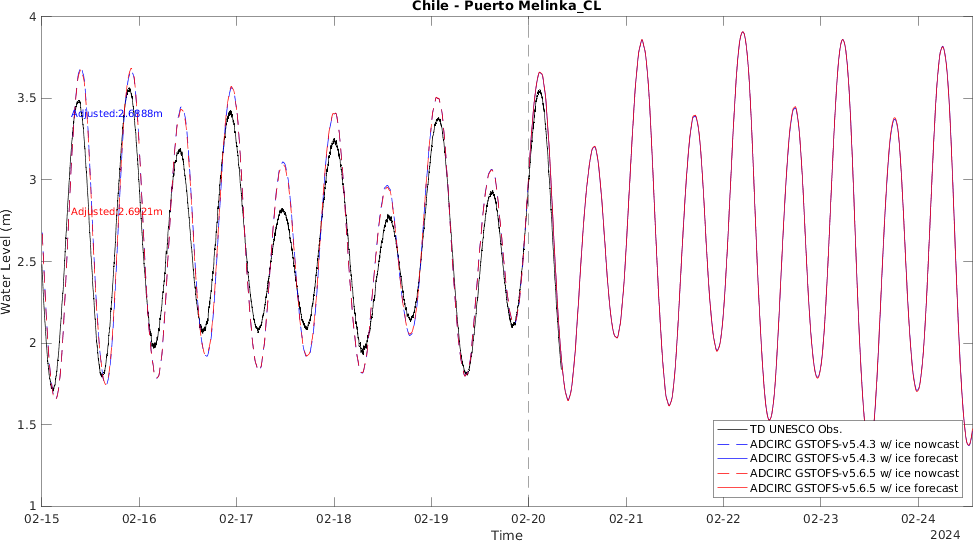 Chile - Puerto Melinka_CL
4
3.5
3
2.5
2
1.5
1
Water Level (m)
Adjusted:2.6888m
Adjusted:2.6921m
TD UNESCO Obs.
ADCIRC GSTOFS-v5.4.3 w/ ice nowcast
ADCIRC GSTOFS-v5.4.3 w/ ice forecast
ADCIRC GSTOFS-v5.6.5 w/ ice nowcast
ADCIRC GSTOFS-v5.6.5 w/ ice forecast
02-15 02-16 02-17 02-18 02-19 02-20 02-21 02-22 02-23 02-24
Time
2024